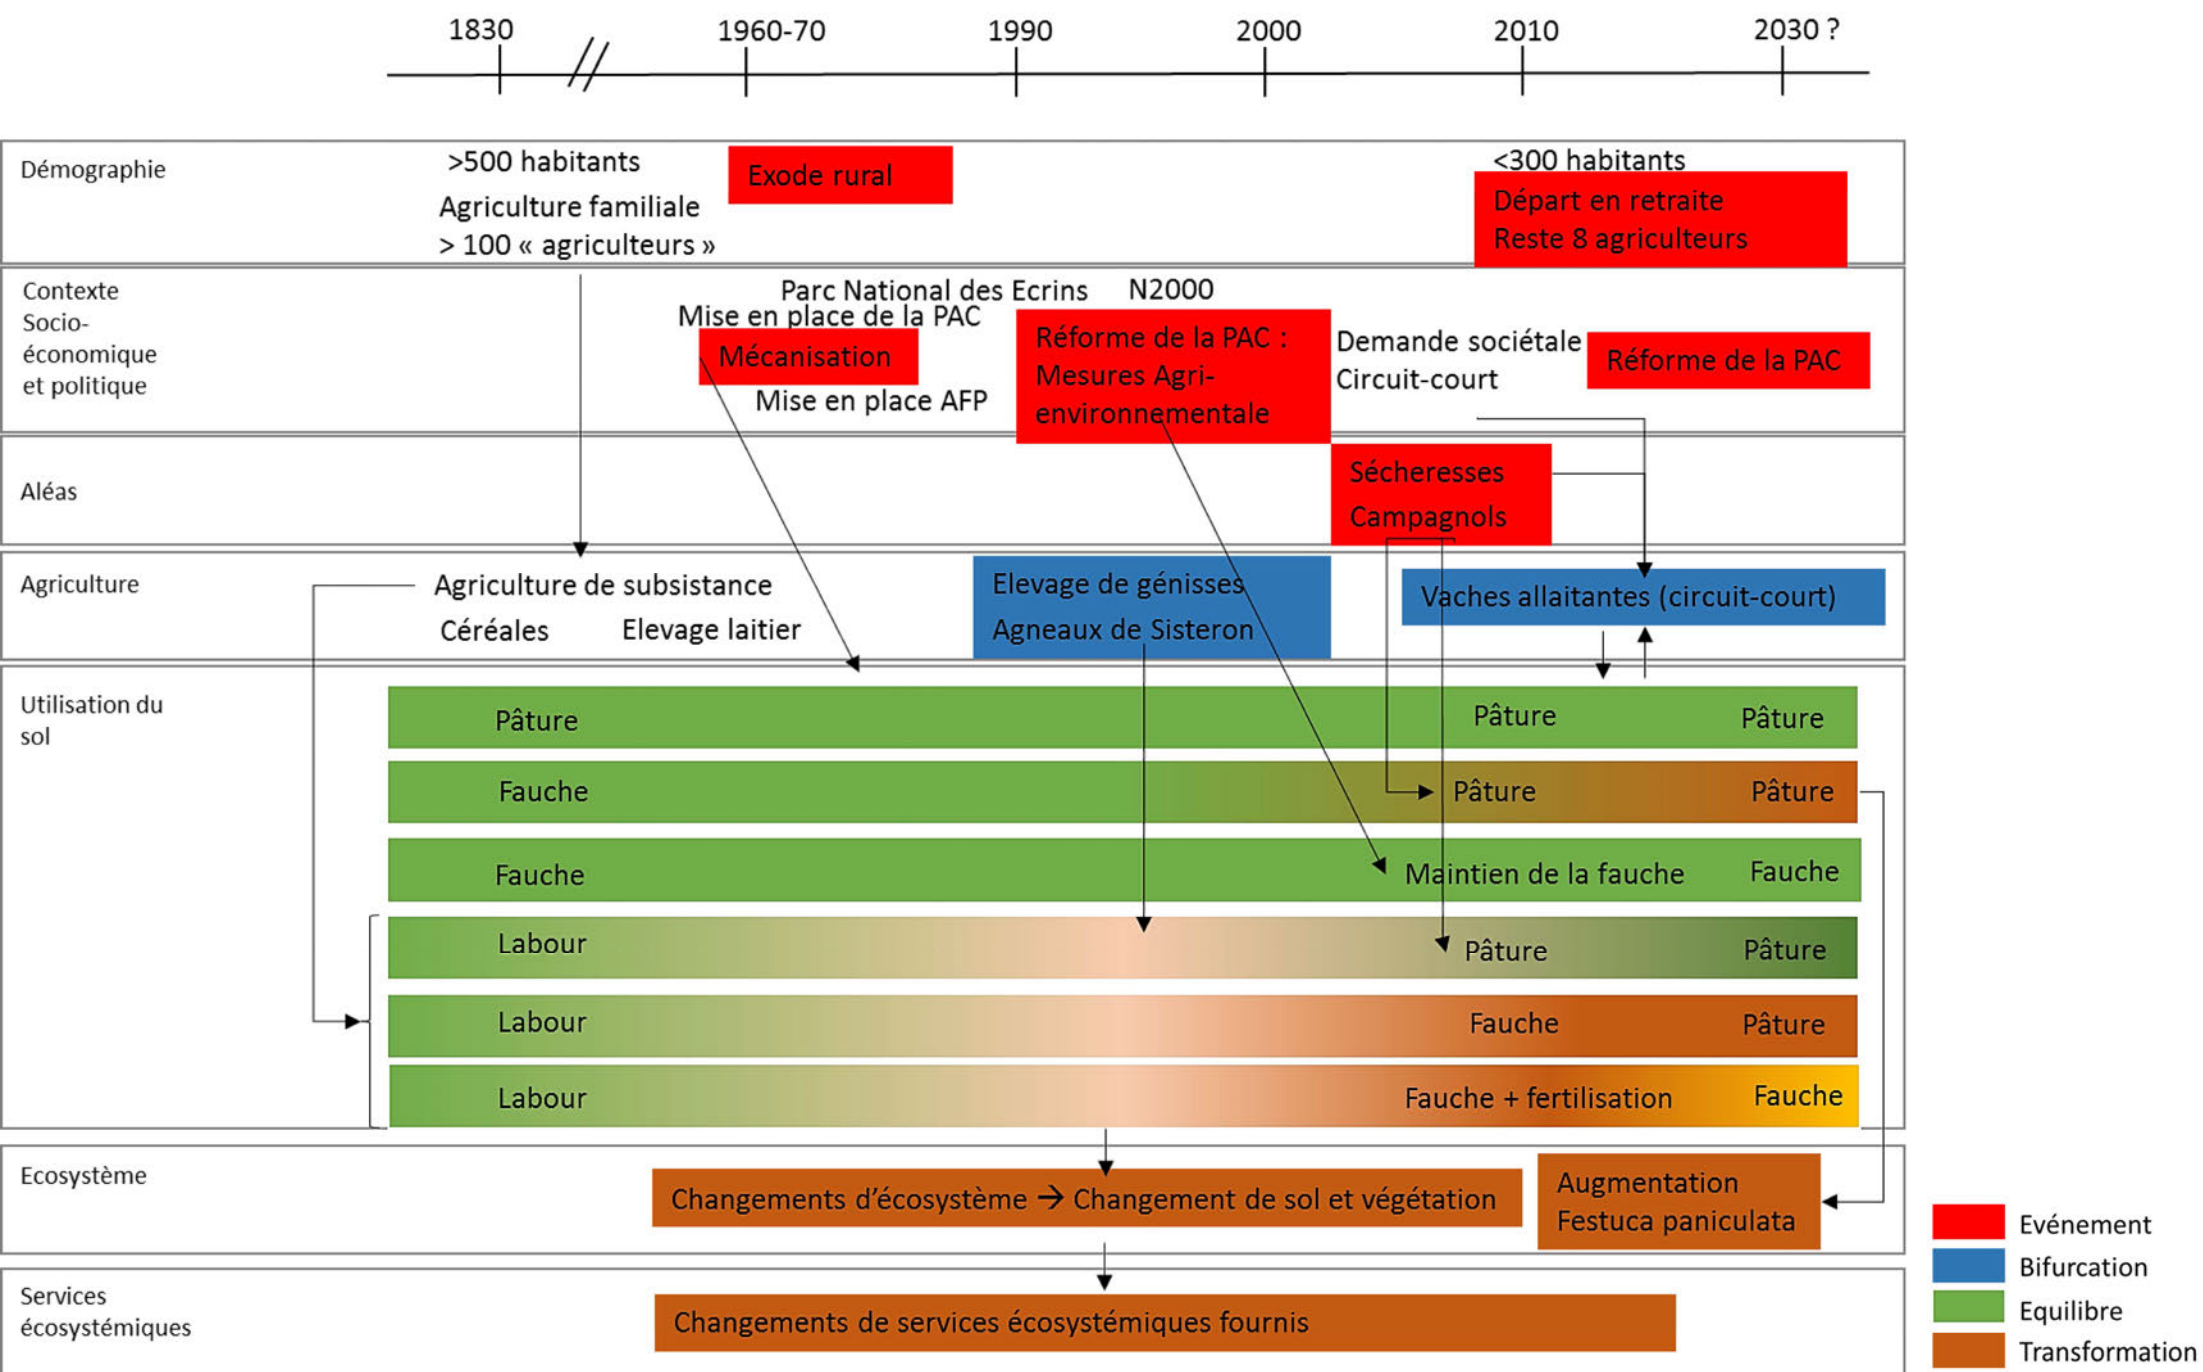 1830
1960-70
1990
2000
2010
2030 ?
Démographie
>500 habitants
Agriculture familiale
> 100 « agriculteurs »
Exode rural
<300 habitants
Départ en retraite
Reste 8 agriculteurs
Contexte
Socio-
économique
et politique
Parc National des Ecrins
N2000
Mise en place de la PAC
Mécanisation
Mise en place AFP
Réforme de la PAC :
Mesures Agri-
environnementale
Demande sociétale
Circuit-court
Réforme de la PAC
Aléas
Sécheresses
Campagnols
Agriculture
Agriculture de subsistance
Céréales
Elevage laitier
Elevage de génisses
Agneaux de Sisteron
Vaches allaitantes (circuit-court)
Utilisation du
sol
Pâture
Pâture
Pâture
Fauche
Pâture
Pâture
Fauche
Maintien de la fauche
Fauche
Labour
Pâture
Pâture
Labour
Fauche
Pâture
Labour
Fauche + fertilisation
Fauche
Ecosystème
Changements d’écosystème → Changement de sol et végétation
Augmentation
Festuca paniculata
Services
écosystémiques
Changements de services écosystémiques fournis
Evénement
Bifurcation
Equilibre
Transformation